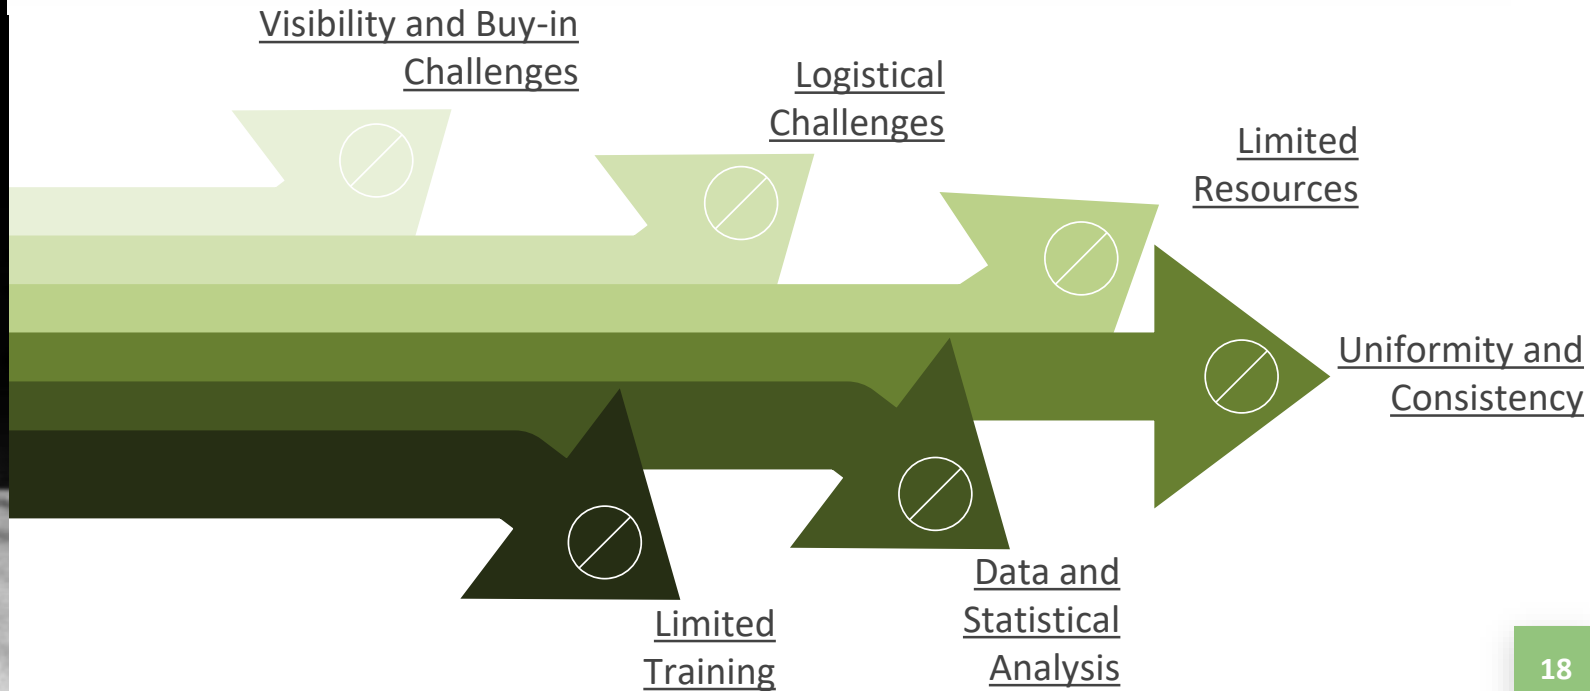 Visibility and Buy-in
Challenges
Logistical
Challenges
Limited
Resources
Uniformity and
Consistency
Data and
Statistical
Analysis
Limited
Training
18